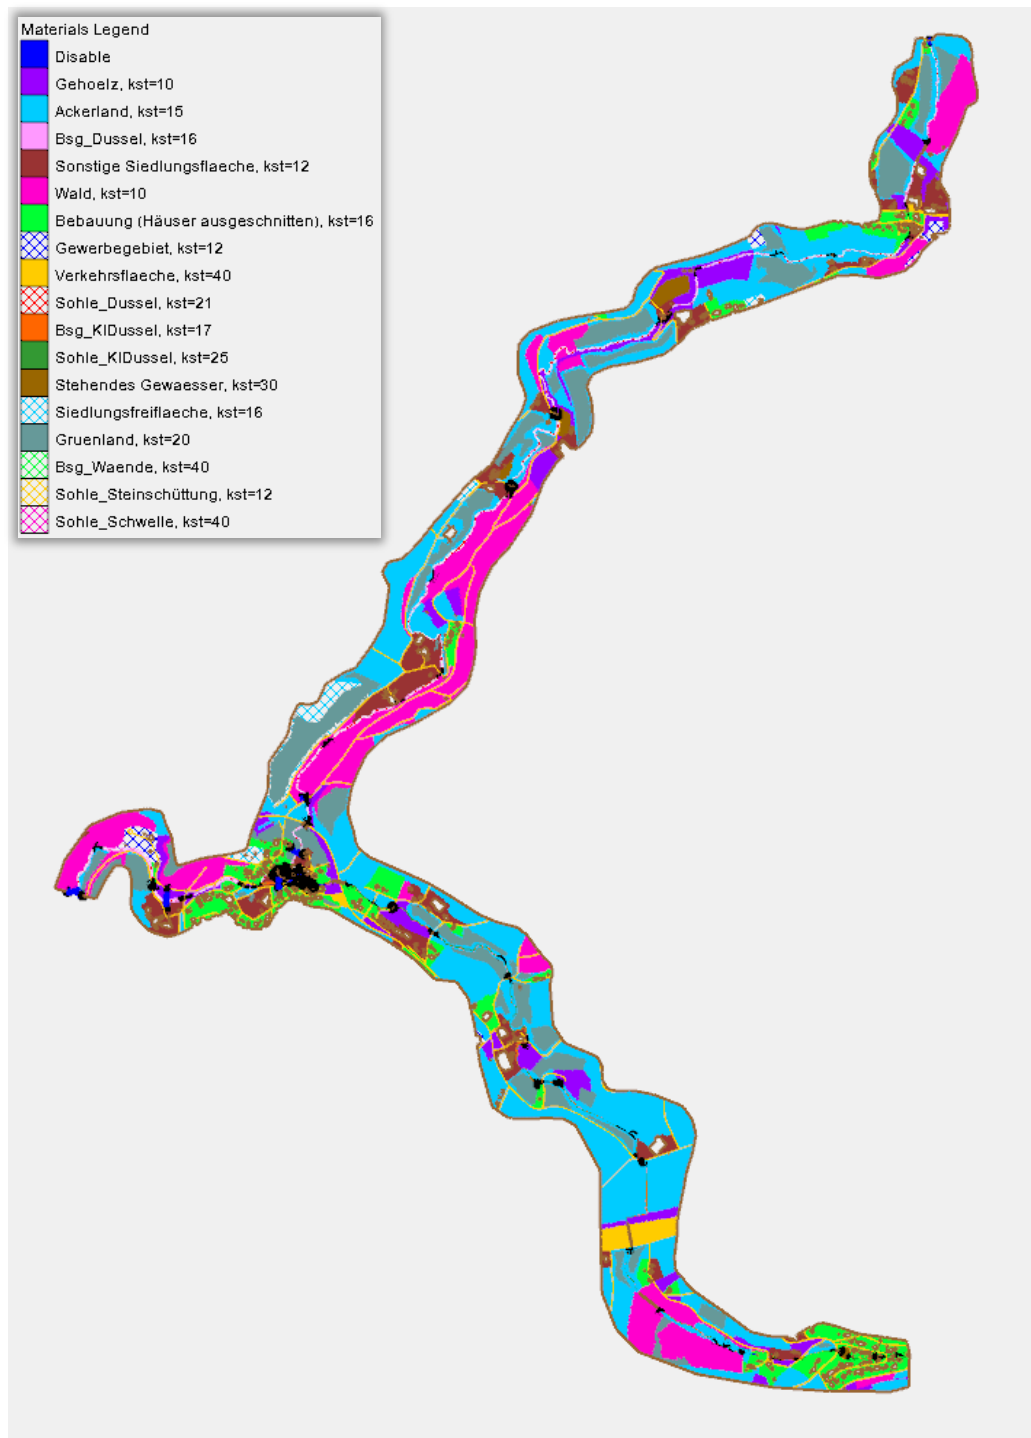 Materials Legend
Disable
Gehoelz, kst=10
Ackerland, kst=15
Bsg_Dussel, kst=16
Sonstige Siedlungsflaeche, kst=12
Wald, kst=10
Bebauung (Häuser ausgeschnitten), kst=16
Gewerbegebiet, kst=12
Verkehrsflaeche, kst=40
Sohle_Dussel, kst=21
Bsg_KlDussel, kst=17
Sohle_KlDussel, kst=25
Stehendes Gewaesser, kst=30
Siedlungsfreiflaeche, kst=16
Gruenland, kst=20
Bsg_Waende, kst=40
Sohle_Steinschüttung, kst=12
Sohle_Schwelle, kst=40